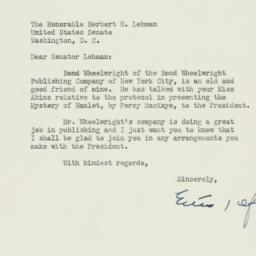 The Honorable Herbert H. Lehman
United States Senate
Washington, D. C.
Dear Senator Lehman:
Bond Wheelwright of the Bond Wheelwright
Publishing Company of New York City, is an old and
good friend of mine. He has talked with your Miss
Akins relative to the protocol in presenting the
Mystery of Hamlet, by Percy MacKaye, to the President.
Mr. Wheelwright's company is doing a great
job in publishing and I just want you to know that
I shall be glad to join you in any arrangements you
make with the President.
With kindest regards,
Sincerely,